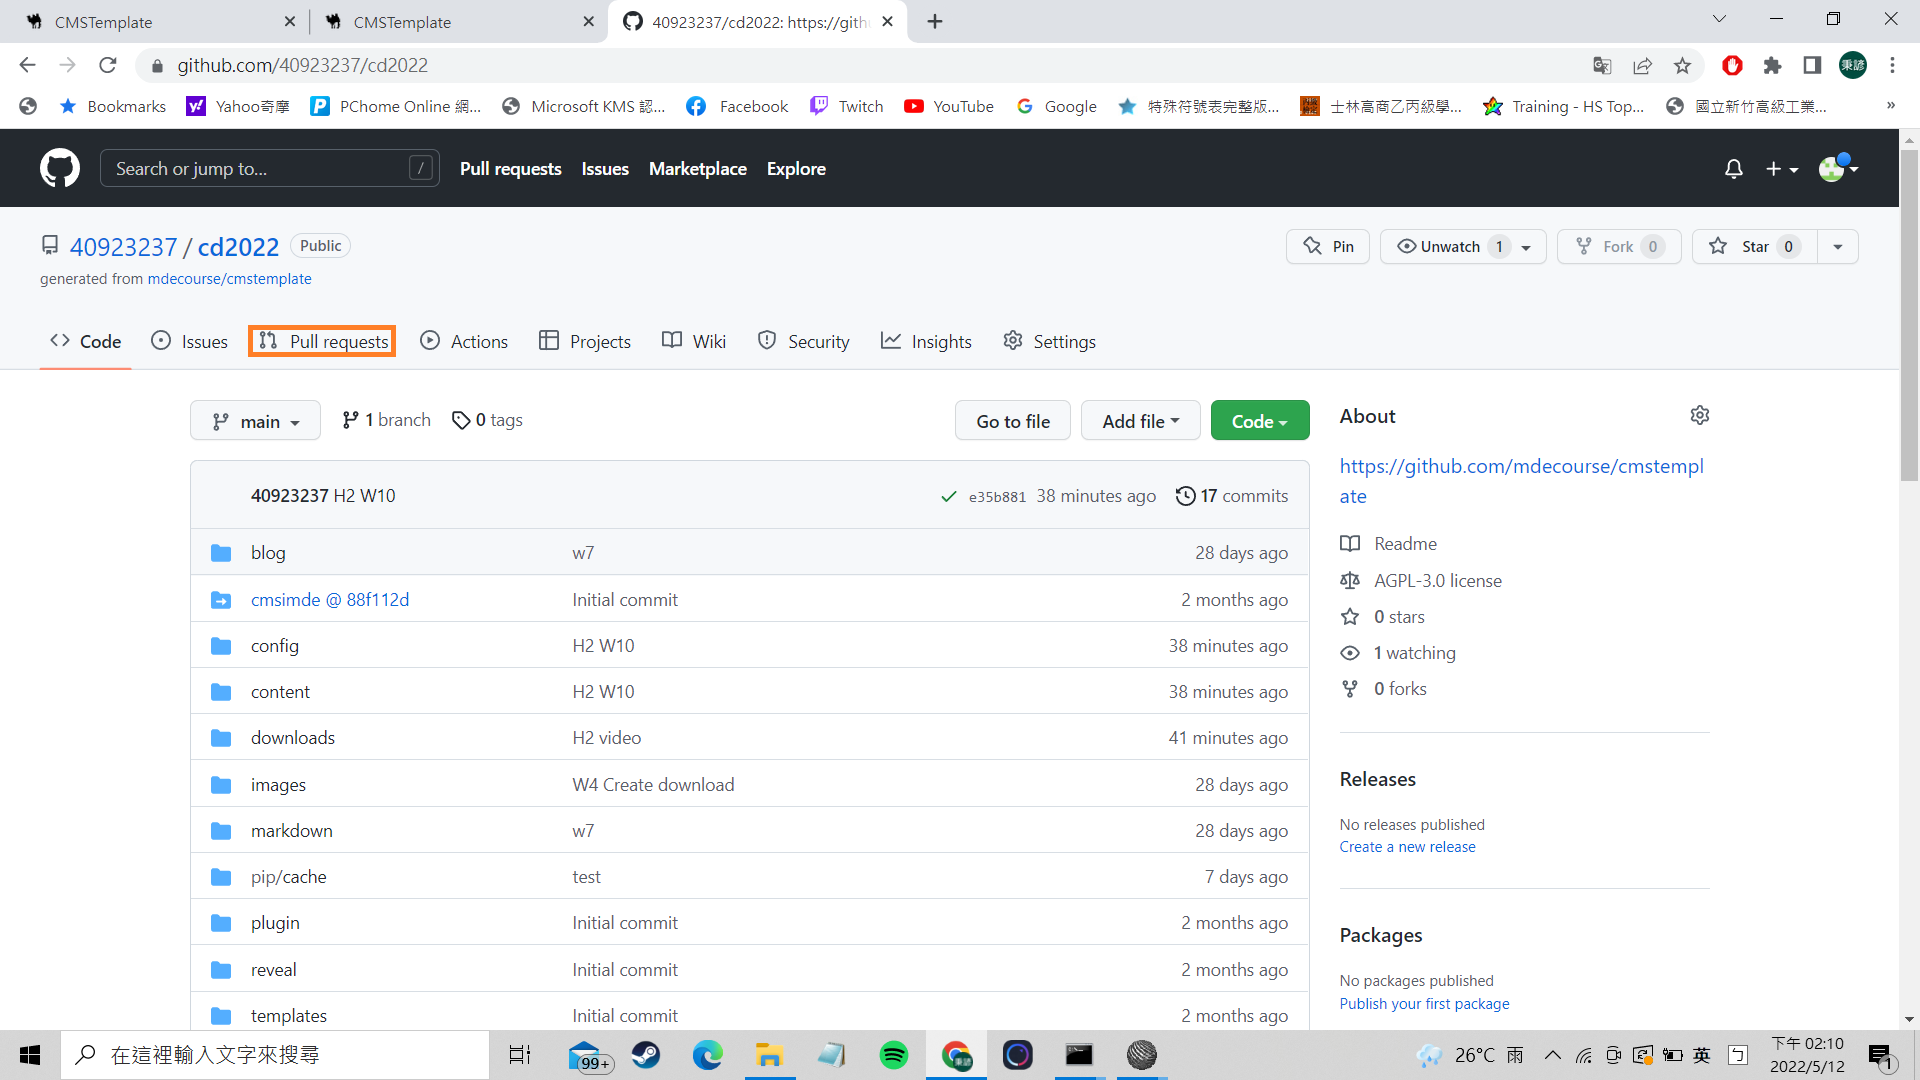 CMSTemplate
CMSTemplate
40923237/cd2022: https://gith
github.com/40923237/cd2022
Bookmarks
Yahoo奇摩
PChome Online 網...
Microsoft KMS 認...
Facebook
Twitch
YouTube
Google
特殊符號表完整版...
士林高商乙丙級學...
Training - HS Top...
國立新竹高級工業...
»
Search or jump to... /
Pull requests
Issues
Marketplace
Explore
40923237 / cd2022 Public
Pin
Unwatch 1
Fork 0
Star 0
generated from mdecourse/cmstemplate
Code
Issues
Pull requests
Actions
Projects
Wiki
Security
Insights
Settings
main
1 branch
0 tags
Go to file
Add file
Code
40923237 H2 W10 e35b881 38 minutes ago 17 commits
blog w7 28 days ago
cmsimde @ 88f112d Initial commit 2 months ago
config H2 W10 38 minutes ago
content H2 W10 38 minutes ago
downloads H2 video 41 minutes ago
images W4 Create download 28 days ago
markdown w7 28 days ago
pip/cache test 7 days ago
plugin Initial commit 2 months ago
reveal Initial commit 2 months ago
templates Initial commit 2 months ago
About
https://github.com/mdecourse/cmstempl
ate
Readme
AGPL-3.0 license
0 stars
1 watching
0 forks
Releases
No releases published
Create a new release
Packages
No packages published
Publish your first package
在這裡輸入文字來搜尋
99+
26°C 雨
英
下午 02:10
2022/5/12
1